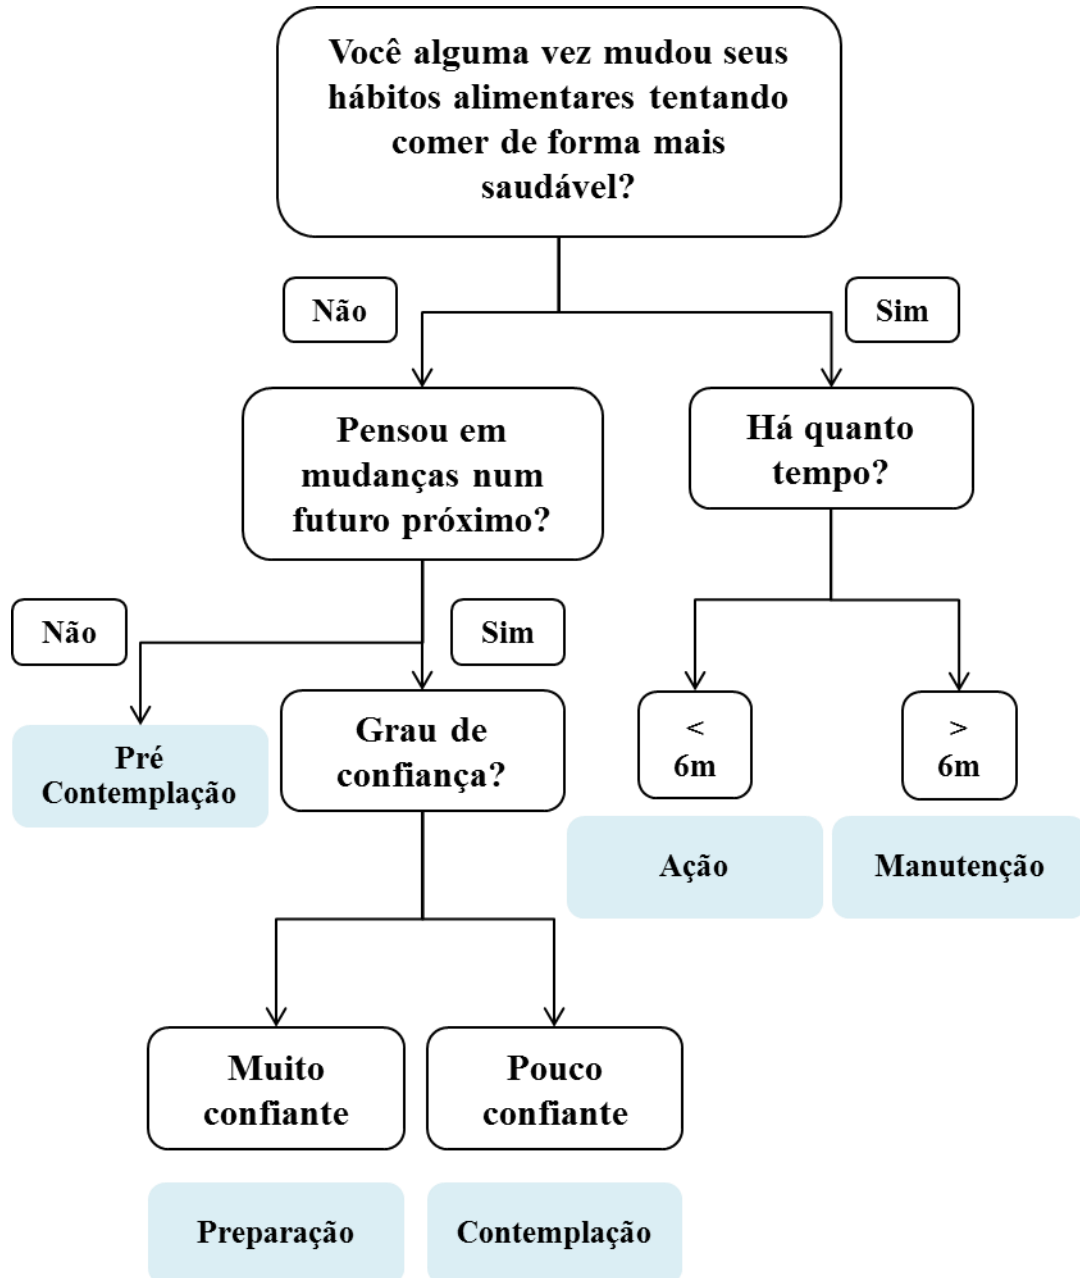 Você alguma vez mudou seus
hábitos alimentares tentando
comer de forma mais
saudável?
Não
Sim
Pensou em
mudanças num
futuro próximo?
Há quanto
tempo?
Não
Sim
Pré
Contemplação
Grau de
confiança?
<
6m
>
6m
Ação
Manutenção
Muito
confiante
Pouco
confiante
Preparação
Contemplação